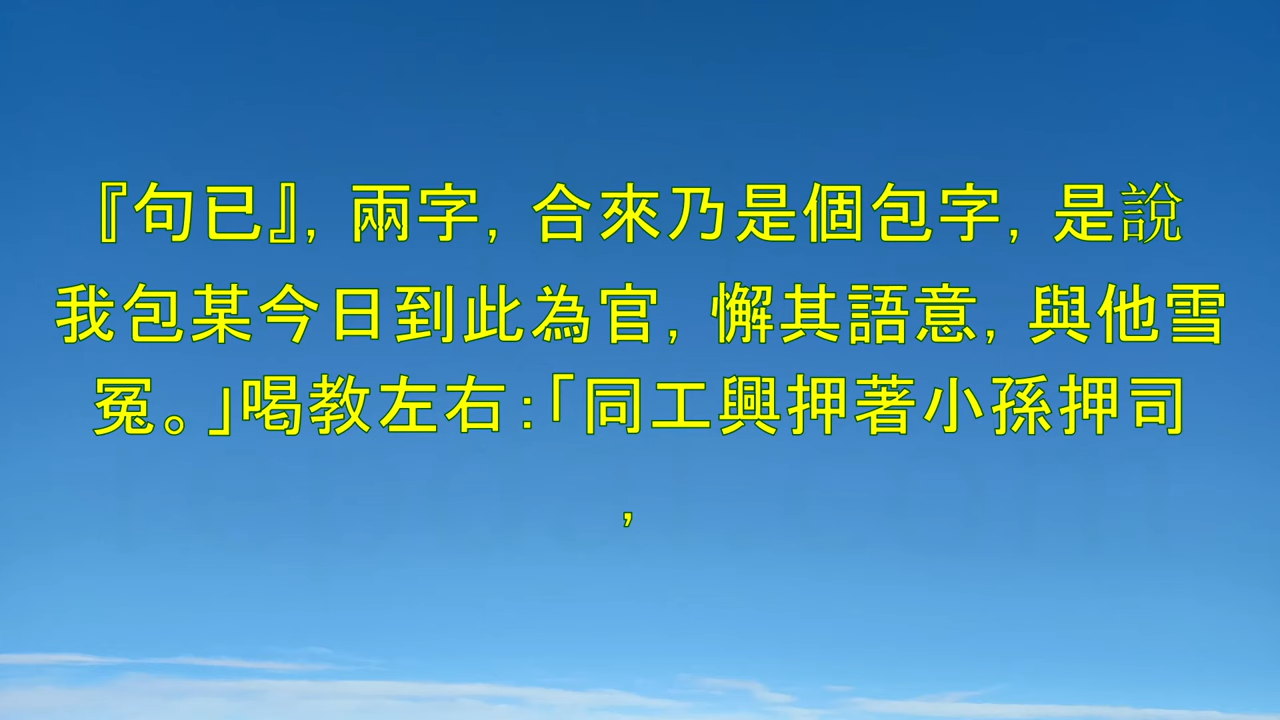 『句已』，兩字，合來乃是個包字，是說
我包某今日到此為官，懈其語意，與他雪
冤。」喝教左右：「同工興押著小孫押司
，